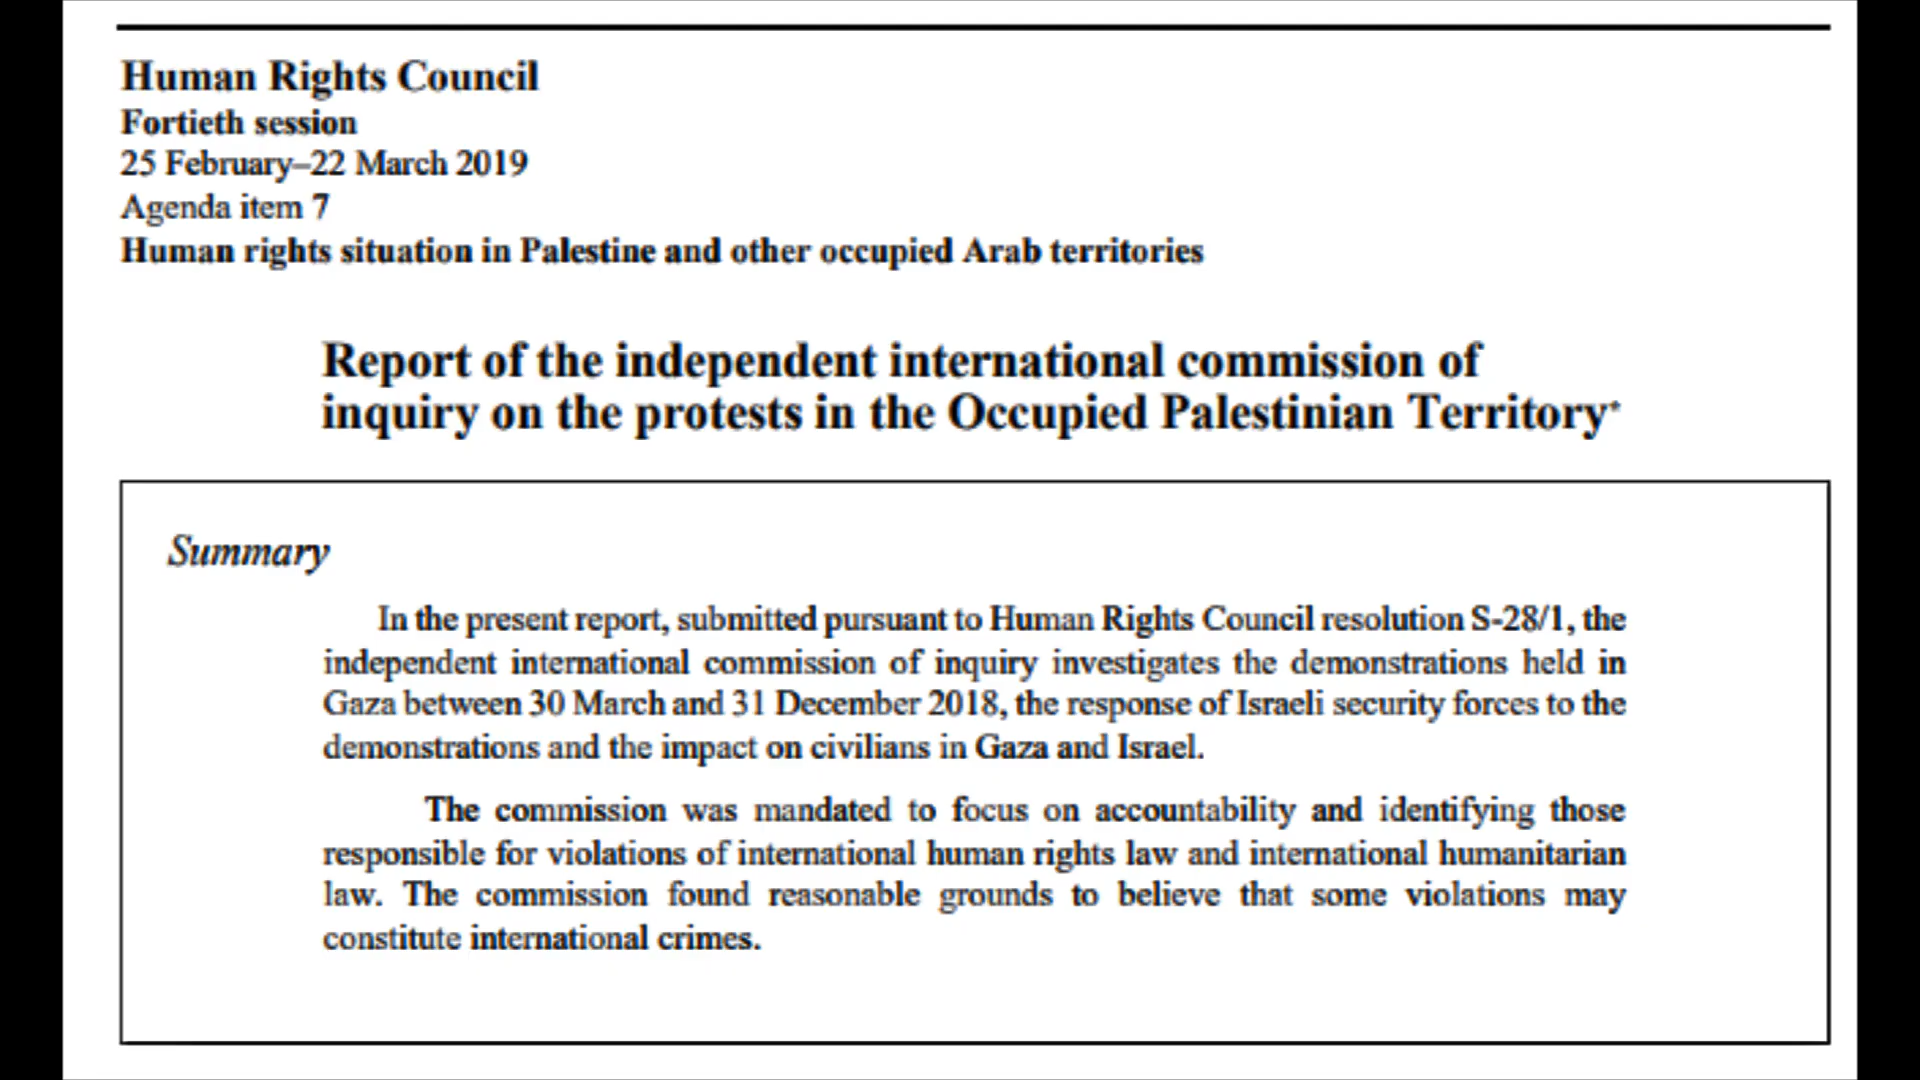 Human Rights Council
Fortieth session
25 February–22 March 2019
Agenda item 7
Human rights situation in Palestine and other occupied Arab territories
Report of the independent international commission of
inquiry on the protests in the Occupied Palestinian Territory*
Summary
In the present report, submitted pursuant to Human Rights Council resolution S-28/1, the
independent international commission of inquiry investigates the demonstrations held in
Gaza between 30 March and 31 December 2018, the response of Israeli security forces to the
demonstrations and the impact on civilians in Gaza and Israel.
The commission was mandated to focus on accountability and identifying those
responsible for violations of international human rights law and international humanitarian
law. The commission found reasonable grounds to believe that some violations may
constitute international crimes.